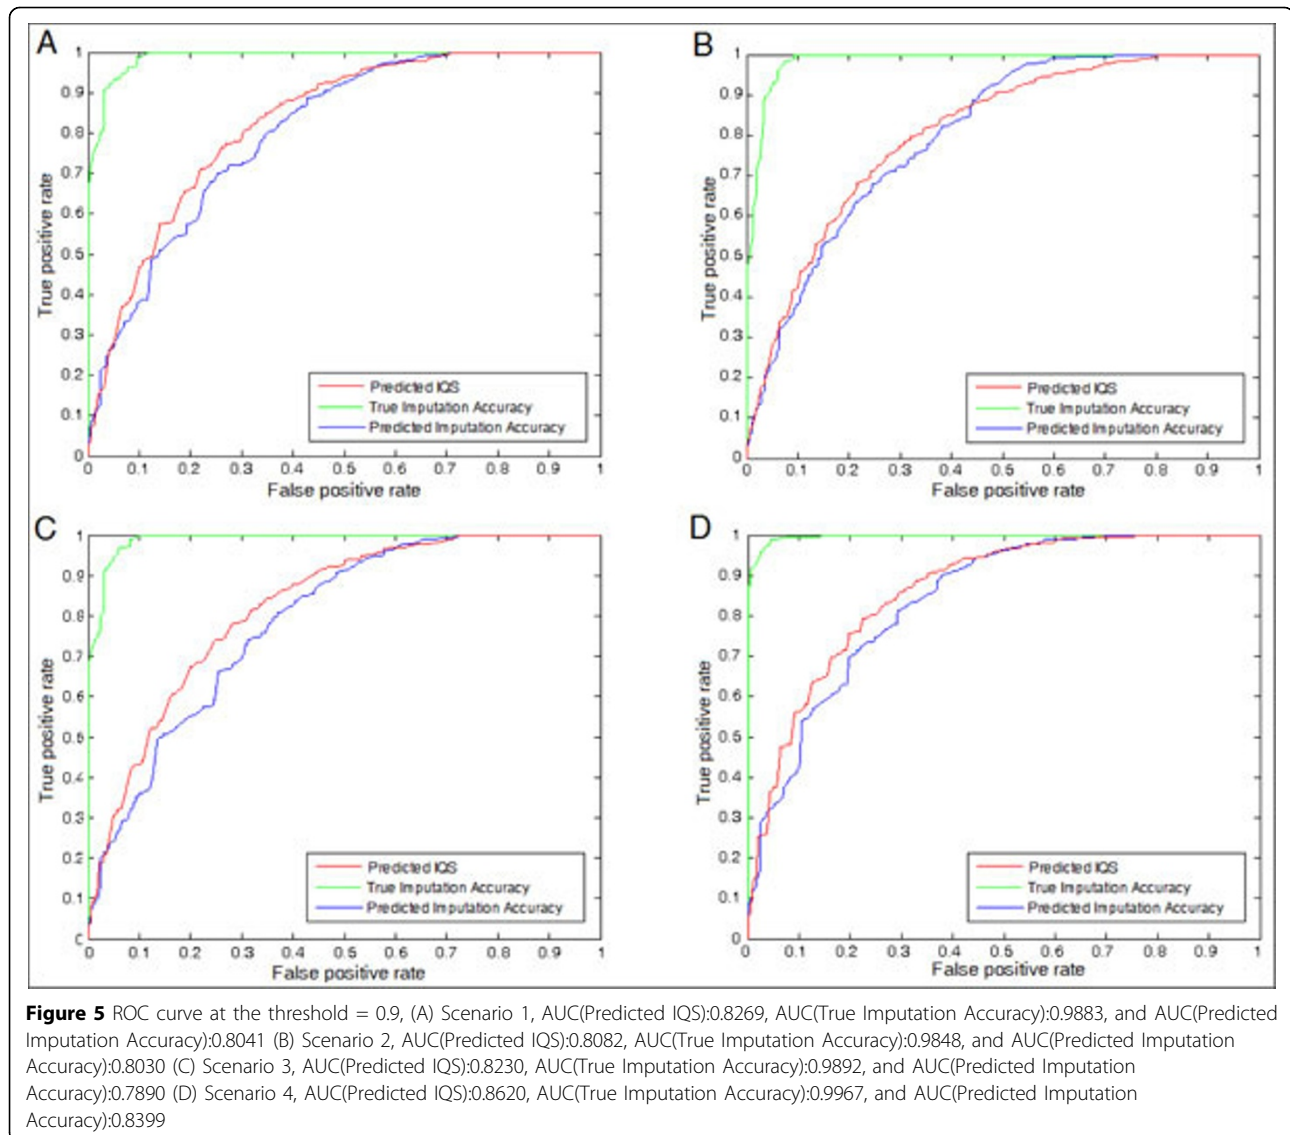 A
True positive rate
1
0.9
0.8
0.7
0.6
0.5
0.4
0.3
0.2
0.1
0
Predicted IQS
True Imputation Accuracy
Predicted Imputation Accuracy
0 0.1 0.2 0.3 0.4 0.5 0.6 0.7 0.8 0.9 1
False positive rate
B
True positive rate
1
0.9
0.8
0.7
0.6
0.5
0.4
0.3
0.2
0.1
0
Predicted IQS
True Imputation Accuracy
Predicted Imputation Accuracy
0 0.1 0.2 0.3 0.4 0.5 0.6 0.7 0.8 0.9 1
False positive rate
C
True positive rate
1
0.9
0.8
0.7
0.6
0.5
0.4
0.3
0.2
0.1
0
Predicted IQS
True Imputation Accuracy
Predicted Imputation Accuracy
0 0.1 0.2 0.3 0.4 0.5 0.6 0.7 0.8 0.9 1
False positive rate
D
True positive rate
1
0.9
0.8
0.7
0.6
0.5
0.4
0.3
0.2
0.1
0
Predicted IQS
True Imputation Accuracy
Predicted Imputation Accuracy
0 0.1 0.2 0.3 0.4 0.5 0.6 0.7 0.8 0.9 1
False positive rate
Figure 5 ROC curve at the threshold = 0.9, (A) Scenario 1, AUC(Predicted IQS):0.8269, AUC(True Imputation Accuracy):0.9883, and AUC(Predicted
Imputation Accuracy):0.8041 (B) Scenario 2, AUC(Predicted IQS):0.8082, AUC(True Imputation Accuracy):0.9848, and AUC(Predicted Imputation
Accuracy):0.8030 (C) Scenario 3, AUC(Predicted IQS):0.8230, AUC(True Imputation Accuracy):0.9892, and AUC(Predicted Imputation
Accuracy):0.7890 (D) Scenario 4, AUC(Predicted IQS):0.8620, AUC(True Imputation Accuracy):0.9967, and AUC(Predicted Imputation
Accuracy):0.8399